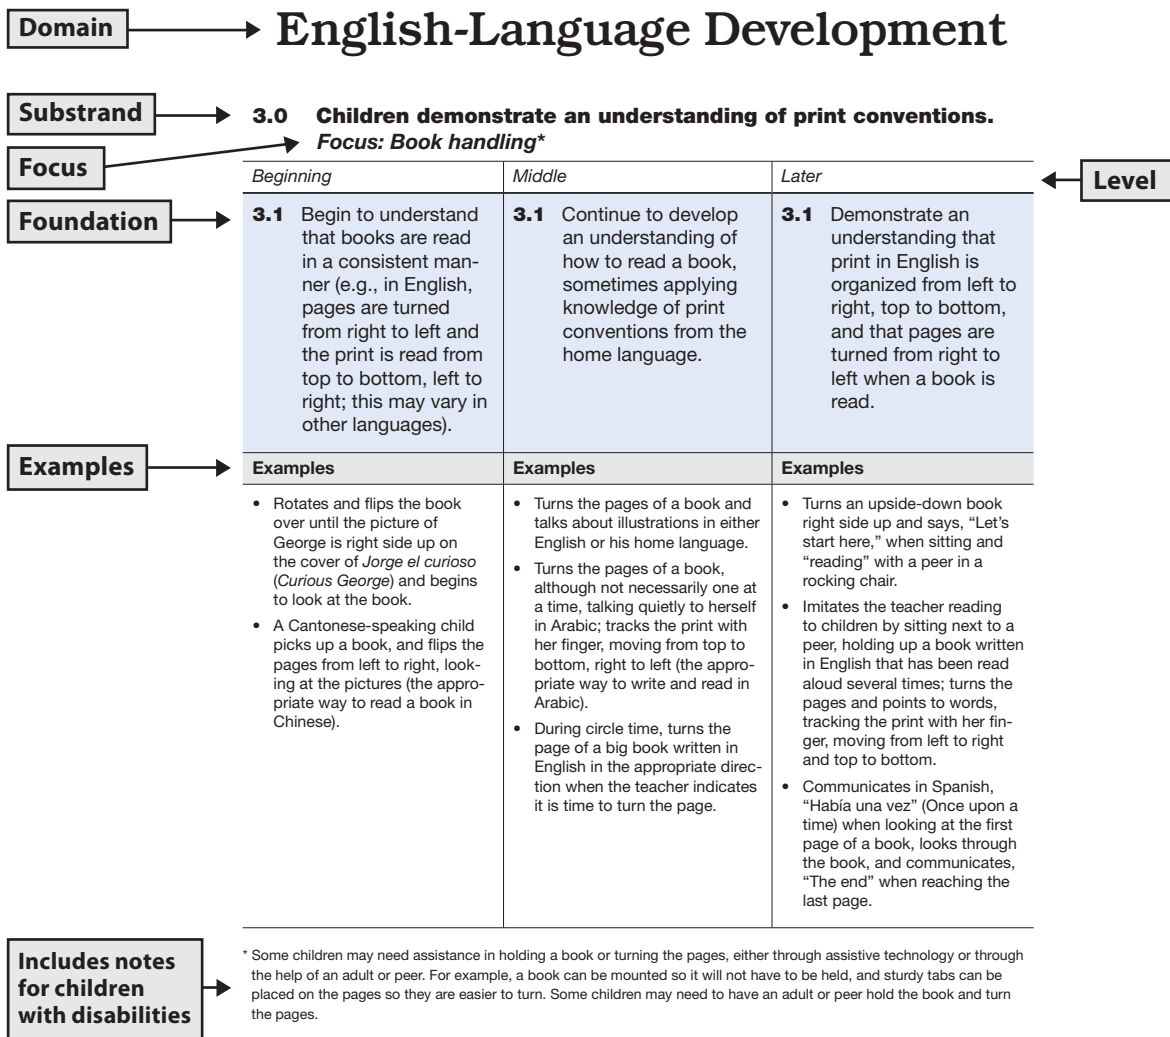 Domain
English-Language Development
Substrand
3.0 Children demonstrate an understanding of print conventions.
Focus: Book handling*
Focus
Beginning
Middle
Later
Level
Foundation
3.1 Begin to understand
that books are read
in a consistent man-
ner (e.g., in English,
pages are turned
from right to left and
the print is read from
top to bottom, left to
right; this may vary in
other languages).
3.1 Continue to develop
an understanding of
how to read a book,
sometimes applying
knowledge of print
conventions from the
home language.
3.1 Demonstrate an
understanding that
print in English is
organized from left to
right, top to bottom,
and that pages are
turned from right to
left when a book is
read.
Examples
Examples
Examples
Examples
• Rotates and flips the book
over until the picture of
George is right side up on
the cover of Jorge el curioso
(Curious George) and begins
to look at the book.
• A Cantonese-speaking child
picks up a book, and flips the
pages from left to right, look-
ing at the pictures (the appro-
priate way to read a book in
Chinese).
• Turns the pages of a book and
talks about illustrations in either
English or his home language.
• Turns the pages of a book,
although not necessarily one at
a time, talking quietly to herself
in Arabic; tracks the print with
her finger, moving from top to
bottom, right to left (the appro-
priate way to write and read in
Arabic).
• During circle time, turns the
page of a big book written in
English in the appropriate direc-
tion when the teacher indicates
it is time to turn the page.
• Turns an upside-down book
right side up and says, “Let’s
start here,” when sitting and
“reading” with a peer in a
rocking chair.
• Imitates the teacher reading
to children by sitting next to a
peer, holding up a book written
in English that has been read
aloud several times; turns the
pages and points to words,
tracking the print with her fin-
ger, moving from left to right
and top to bottom.
• Communicates in Spanish,
“Había una vez” (Once upon a
time) when looking at the first
page of a book, looks through
the book, and communicates,
“The end” when reaching the
last page.
Includes notes
for children
with disabilities
* Some children may need assistance in holding a book or turning the pages, either through assistive technology or through
the help of an adult or peer. For example, a book can be mounted so it will not have to be held, and sturdy tabs can be
placed on the pages so they are easier to turn. Some children may need to have an adult or peer hold the book and turn
the pages.